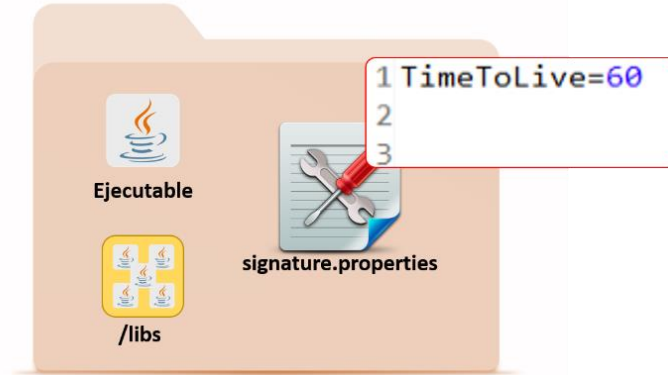 1 TimeToLive=60
2
3
Ejecutable
signature.properties
/libs